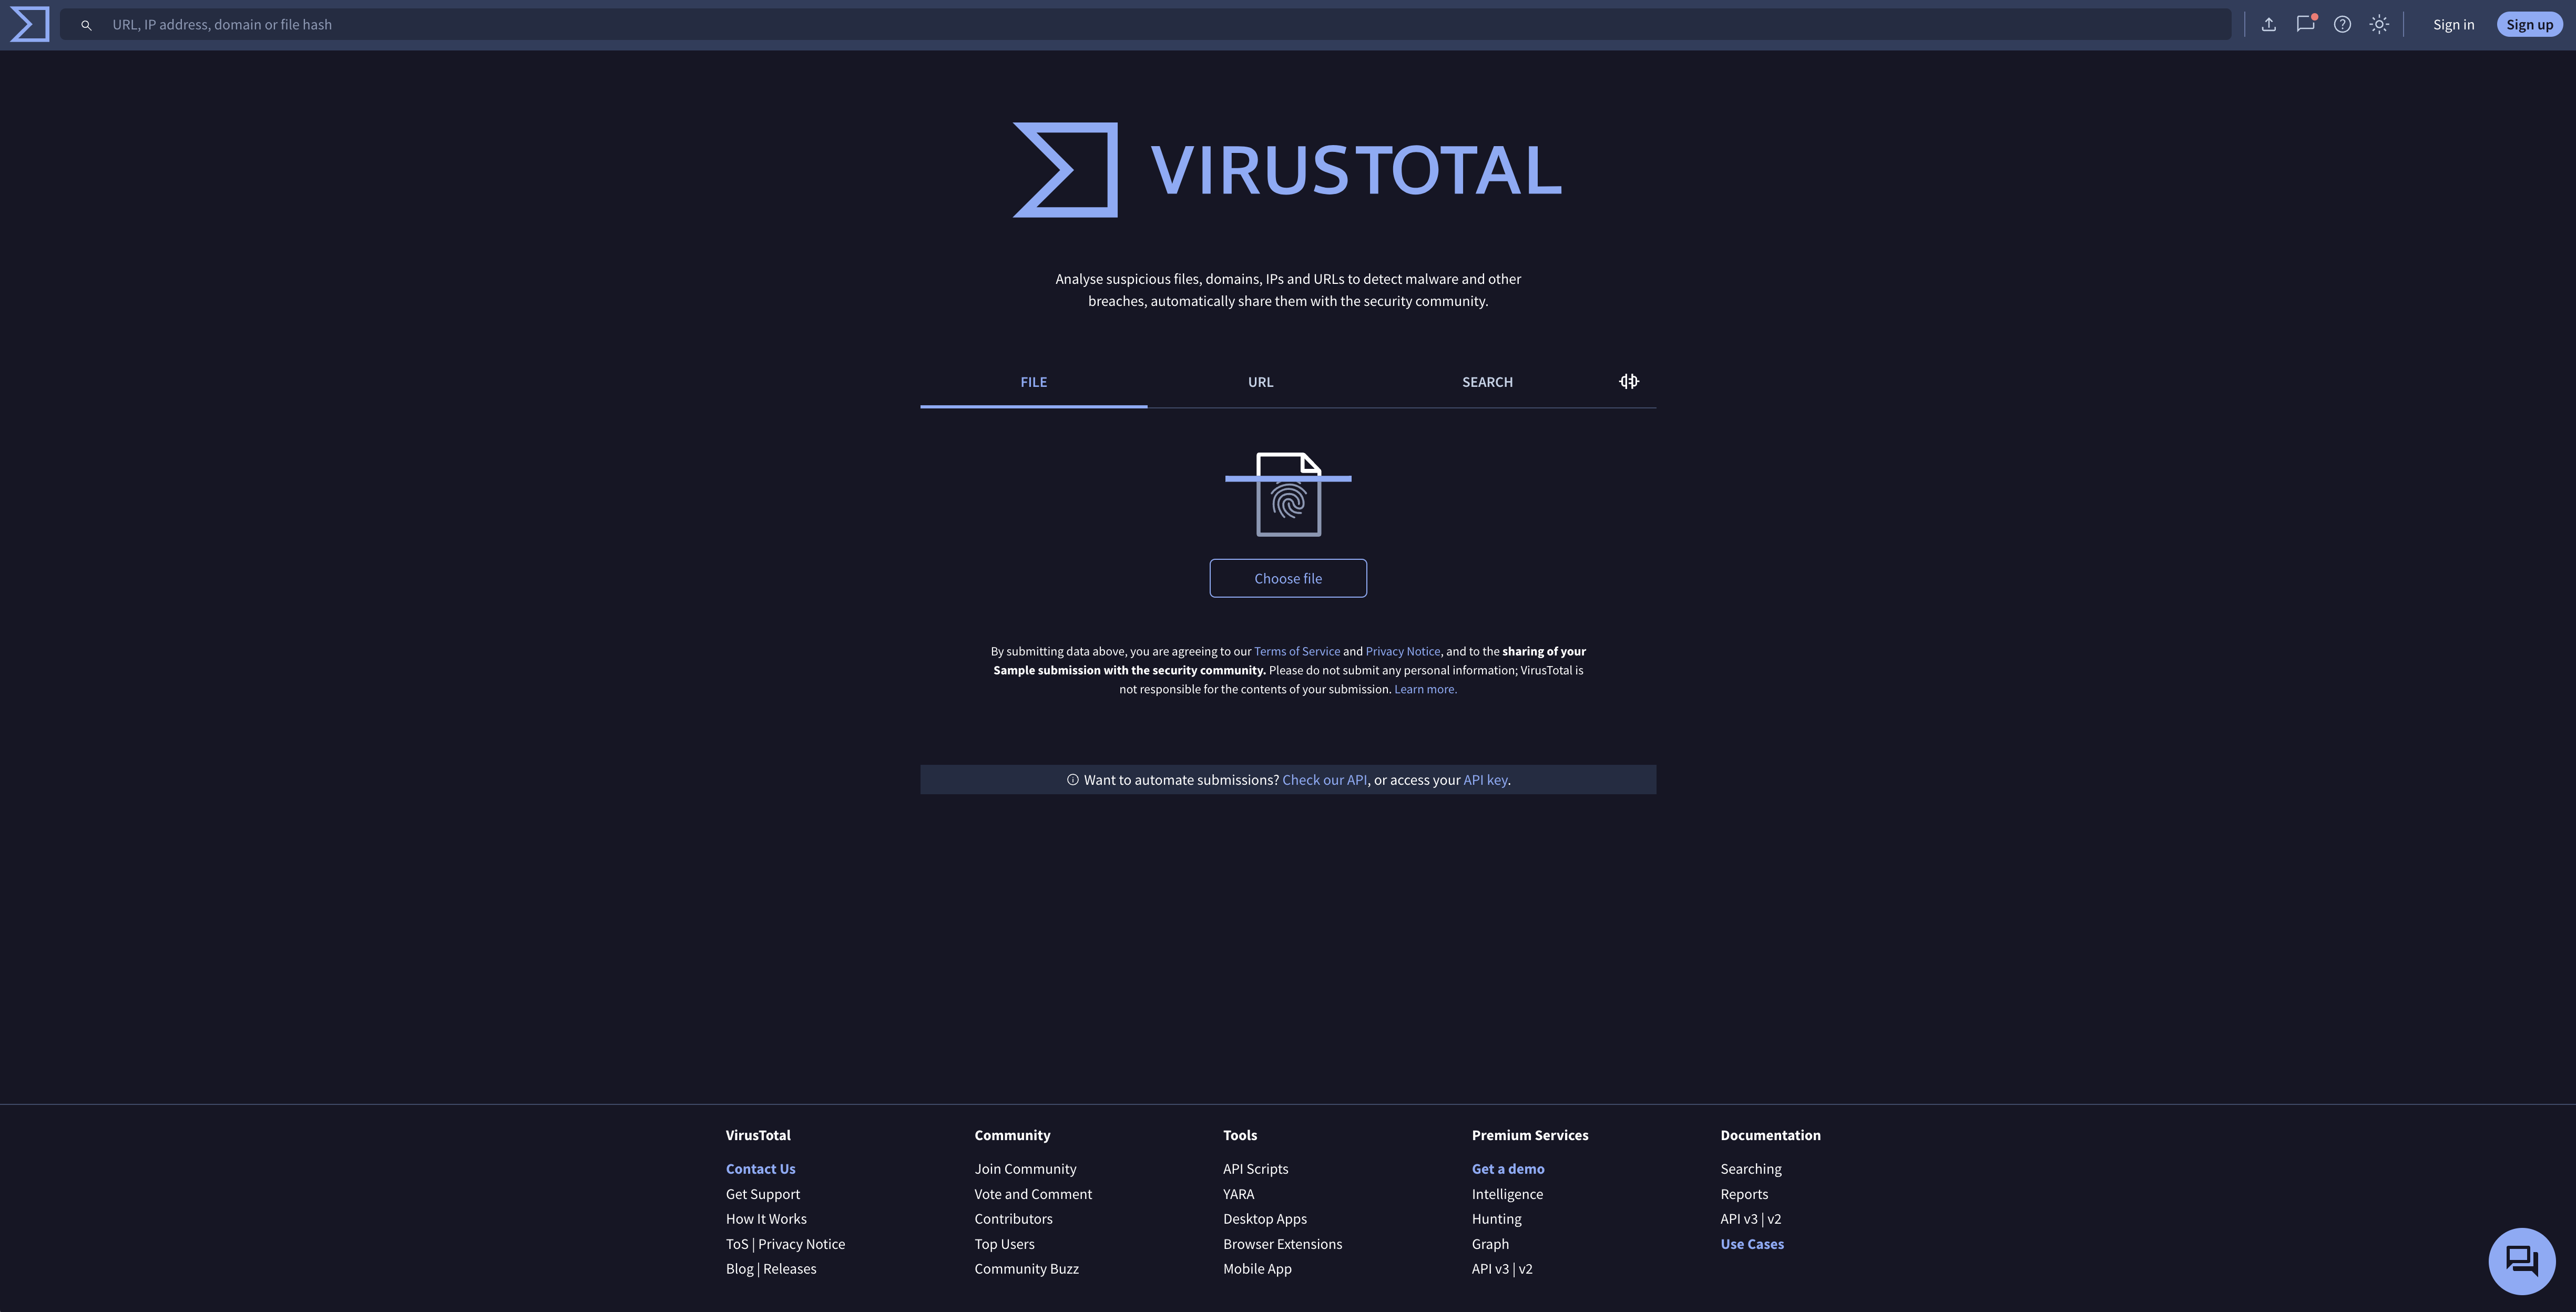 URL, IP address, domain or file hash
Sign in
Sign up
VIRUSTOTAL
Analyse suspicious files, domains, IPs and URLs to detect malware and other
breaches, automatically share them with the security community.
FILE
URL
SEARCH
Choose file
By submitting data above, you are agreeing to our Terms of Service and Privacy Notice, and to the sharing of your
Sample submission with the security community. Please do not submit any personal information; VirusTotal is
not responsible for the contents of your submission. Learn more.
Want to automate submissions? Check our API, or access your API key.
VirusTotal
Contact Us
Get Support
How It Works
ToS | Privacy Notice
Blog | Releases
Community
Join Community
Vote and Comment
Contributors
Top Users
Community Buzz
Tools
API Scripts
YARA
Desktop Apps
Browser Extensions
Mobile App
Premium Services
Get a demo
Intelligence
Hunting
Graph
API v3 | v2
Documentation
Searching
Reports
API v3 | v2
Use Cases